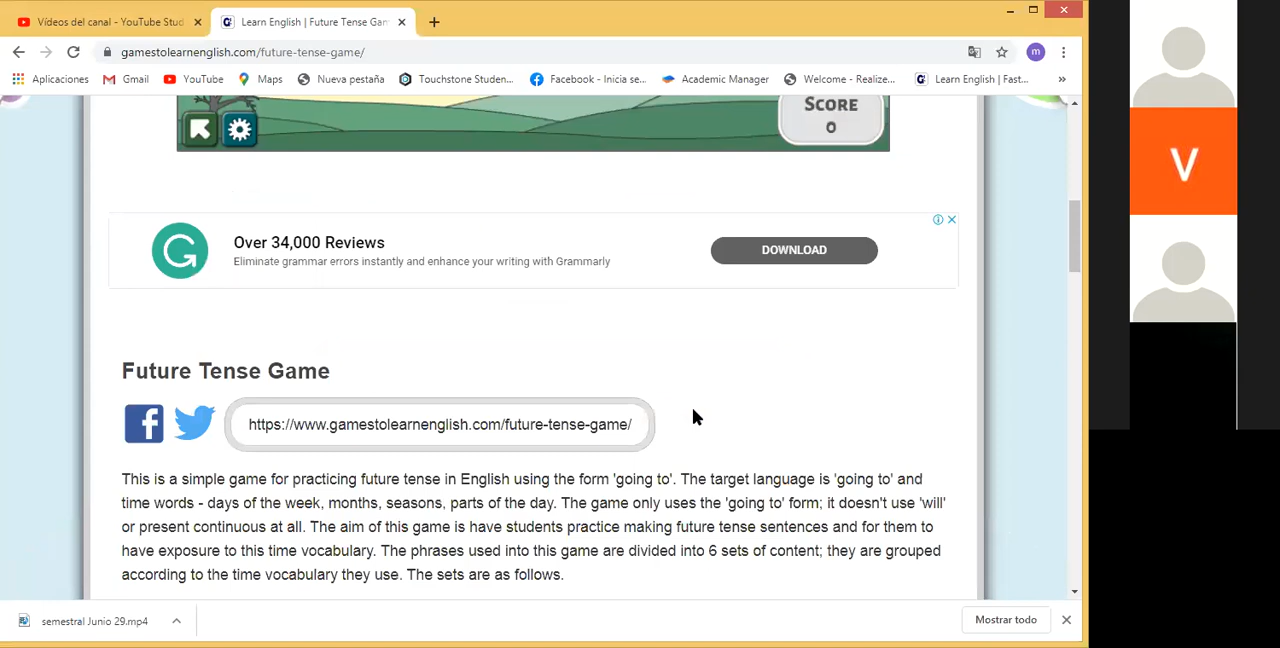 Vídeos del canal - YouTube Stud
Learn English | Future Tense Gam
gamestolearnenglish.com/future-tense-game/
m
Aplicaciones
Gmail
YouTube
Maps
Nueva pestaña
Touchstone Studen...
Facebook - Inicia se...
Academic Manager
Welcome - Realize...
Learn English | Fast...
»
SCORE
0
V
Over 34,000 Reviews
Eliminate grammar errors instantly and enhance your writing with Grammarly
DOWNLOAD
Future Tense Game
https://www.gamestolearnenglish.com/future-tense-game/
This is a simple game for practicing future tense in English using the form 'going to'. The target language is 'going to' and
time words - days of the week, months, seasons, parts of the day. The game only uses the 'going to' form; it doesn't use 'will'
or present continuous at all. The aim of this game is have students practice making future tense sentences and for them to
have exposure to this time vocabulary. The phrases used into this game are divided into 6 sets of content; they are grouped
according to the time vocabulary they use. The sets are as follows.
semestral Junio 29.mp4
Mostrar todo